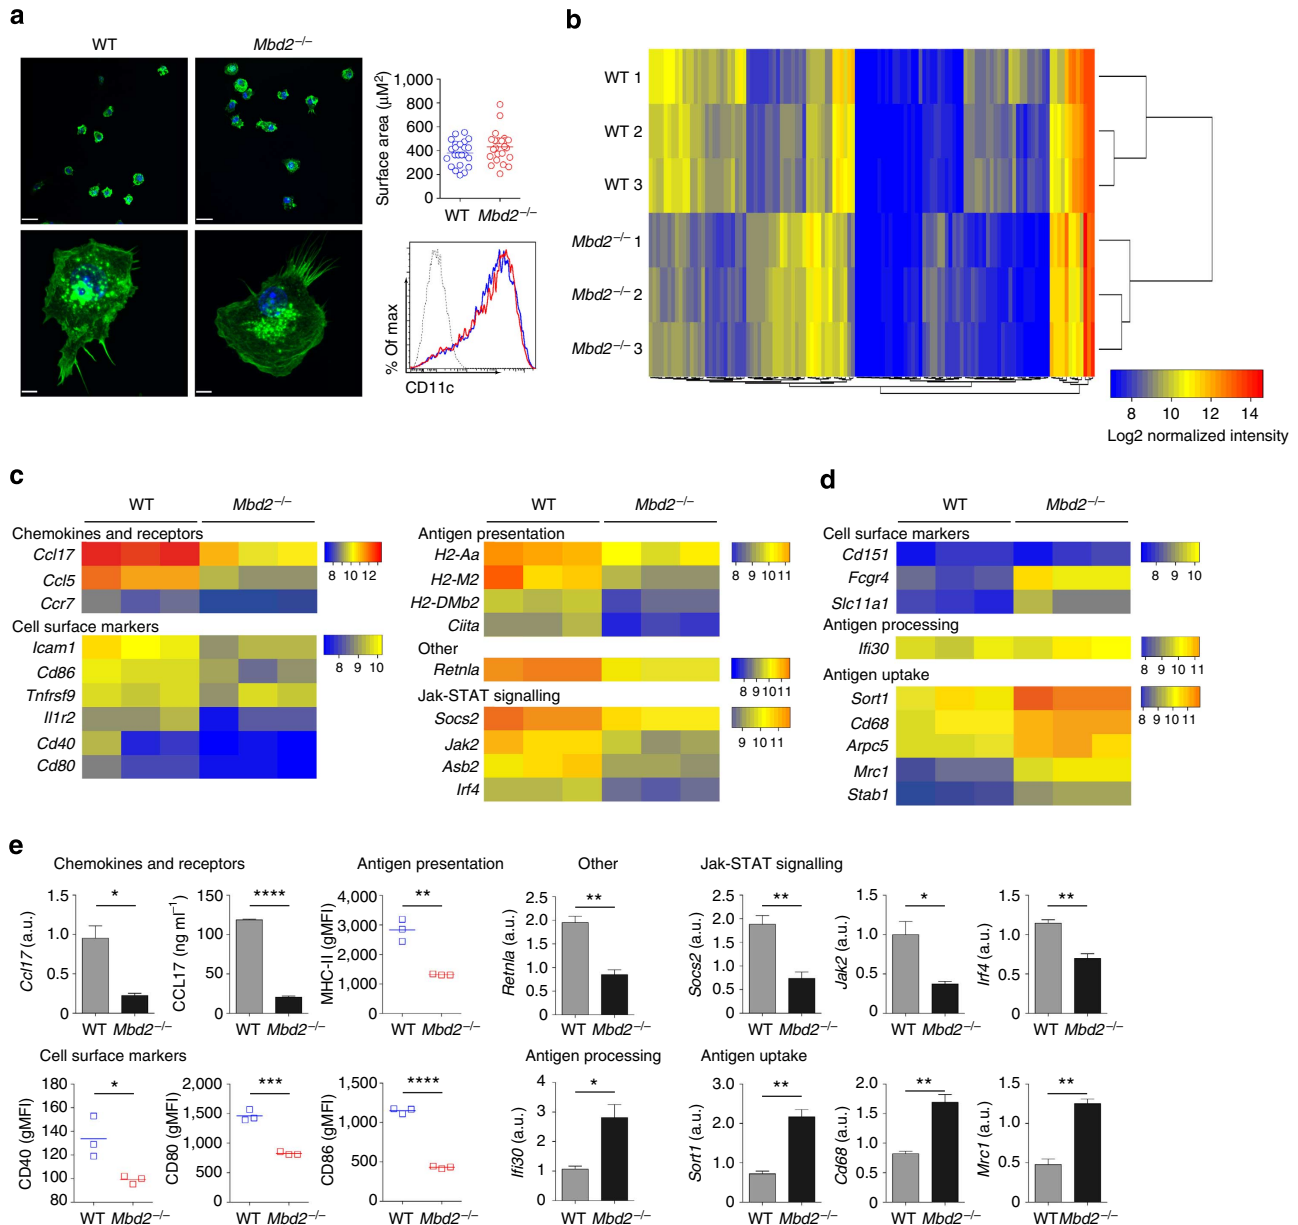 a
WT
Mbd2–/–
1,000
800
600
400
200
0
Surface area (μM²)
WT
Mbd2–/–
% Of max
CD11c
b
WT 1
WT 2
WT 3
Mbd2–/– 1
Mbd2–/– 2
Mbd2–/– 3
8 10 12 14
Log2 normalized intensity
c
WT
Mbd2–/–
Chemokines and receptors
Ccl17
Ccl5
Ccr7
8 10 12
Cell surface markers
Icam1
Cd86
Tnfrsf9
Il1r2
Cd40
Cd80
8 9 10
WT
Mbd2–/–
Antigen presentation
H2-Aa
H2-M2
H2-DMb2
Ciita
8 9 10 11
Other
Retnla
8 9 10 11
Jak-STAT signalling
Socs2
Jak2
Asb2
Irf4
9 10 11
d
WT
Mbd2–/–
Cell surface markers
Cd151
Fcgr4
Slc11a1
8 9 10
Antigen processing
Ifi30
8 9 10 11
Antigen uptake
Sort1
Cd68
Arpc5
Mrc1
Stab1
8 9 10 11
e
Chemokines and receptors
Ccl17 (a.u.)
1.5
1.0
0.5
0
*
WT Mbd2–/–
CCL17 (ng ml–1)
150
100
50
0
****
WT Mbd2–/–
Antigen presentation
MHC-II (gMFI)
4,000
3,000
2,000
1,000
0
**
WT Mbd2–/–
Other
Retnla (a.u.)
2.5
2.0
1.5
1.0
0.5
0
**
WT Mbd2–/–
Jak-STAT signalling
Socs2 (a.u.)
2.5
2.0
1.5
1.0
0.5
0
**
WT Mbd2–/–
Jak2 (a.u.)
1.5
1.0
0.5
0
*
WT Mbd2–/–
Irf4 (a.u.)
1.5
1.0
0.5
0
**
WT Mbd2–/–
Cell surface markers
CD40 (gMFI)
180
160
140
120
100
80
*
WT Mbd2–/–
CD80 (gMFI)
2,000
1,500
1,000
500
0
***
WT Mbd2–/–
CD86 (gMFI)
1,500
1,000
500
0
****
WT Mbd2–/–
Antigen processing
Ifi30 (a.u.)
4
3
2
1
0
*
WT Mbd2–/–
Antigen uptake
Sort1 (a.u.)
3.0
2.0
1.0
0
**
WT Mbd2–/–
Cd68 (a.u.)
2.0
1.5
1.0
0.5
0
**
WT Mbd2–/–
Mrc1 (a.u.)
1.5
1.0
0.5
0.0
**
WT Mbd2–/–